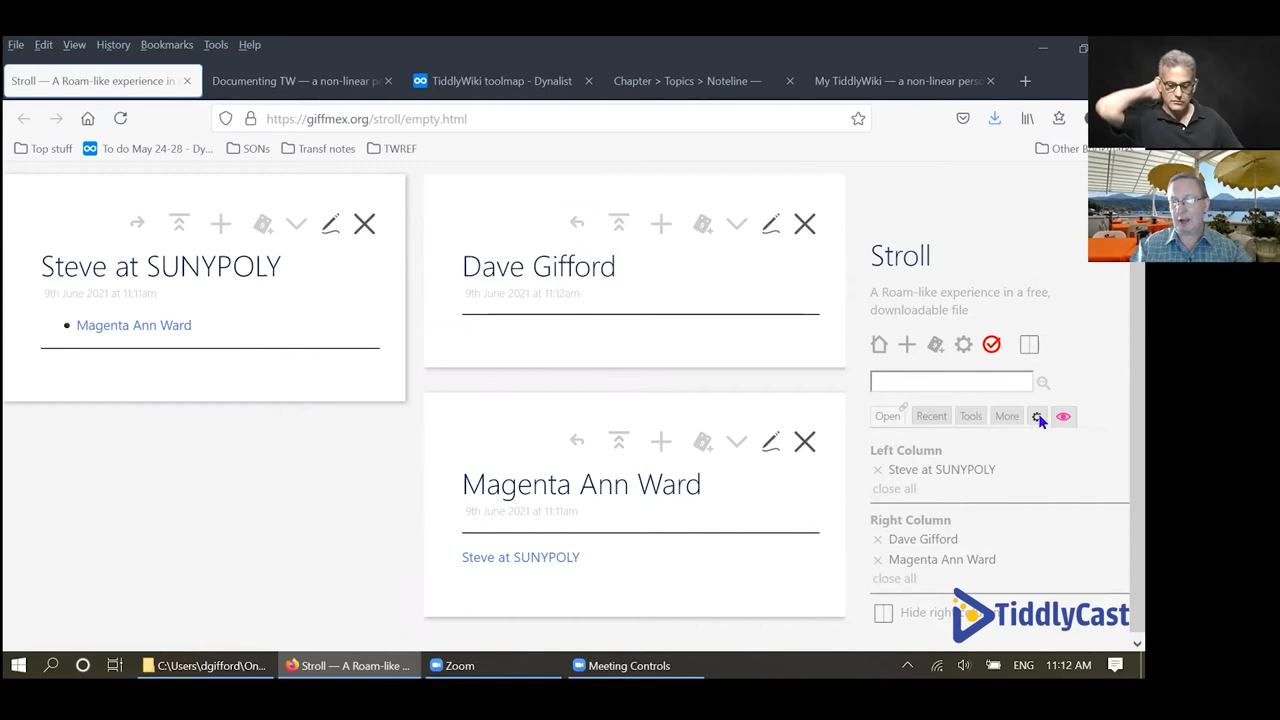 File Edit View History Bookmarks Tools Help
Stroll — A Roam-like experience in
Documenting TW — a non-linear pe
TiddlyWiki toolmap - Dynalist
Chapter > Topics > Noteline —
My TiddlyWiki — a non-linear perso
https://giffmex.org/stroll/empty.html
Top stuff
To do May 24-28 - Dy...
SONs
Transf notes
TWREF
Other
Steve at SUNYPOLY
9th June 2021 at 11:11am
Magenta Ann Ward
Dave Gifford
9th June 2021 at 11:12am
Magenta Ann Ward
9th June 2021 at 11:11am
Steve at SUNYPOLY
Stroll
A Roam-like experience in a free,
downloadable file
Open Recent Tools More
Left Column
Steve at SUNYPOLY
close all
Right Column
Dave Gifford
Magenta Ann Ward
close all
Hide
TiddlyCast
C:\Users\dgifford\On...
Stroll — A Roam-like ...
Zoom
Meeting Controls
ENG
11:12 AM